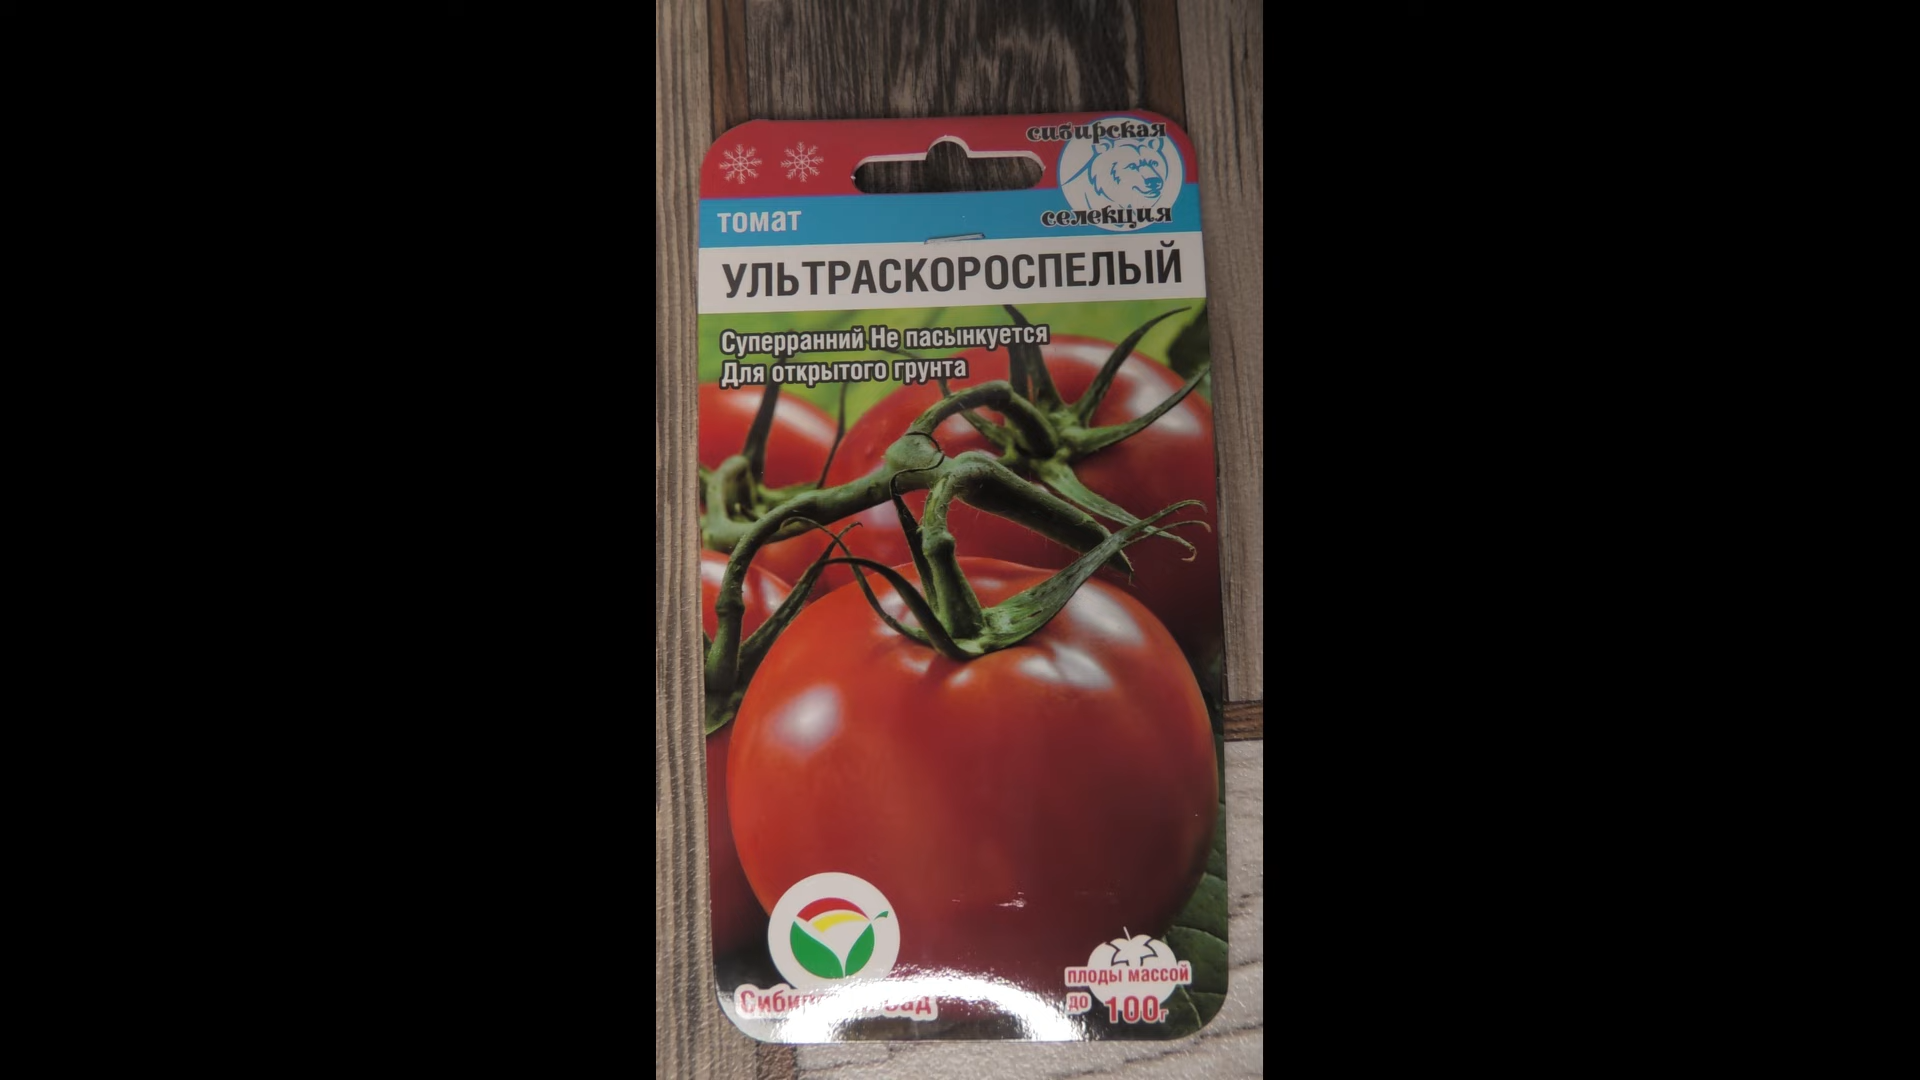 сибирская
селекция
томат
УЛЬТРАСКОРОСПЕЛЫЙ
Суперранний Не пасынкуется
Для открытого грунта
плоды массой
до 100г